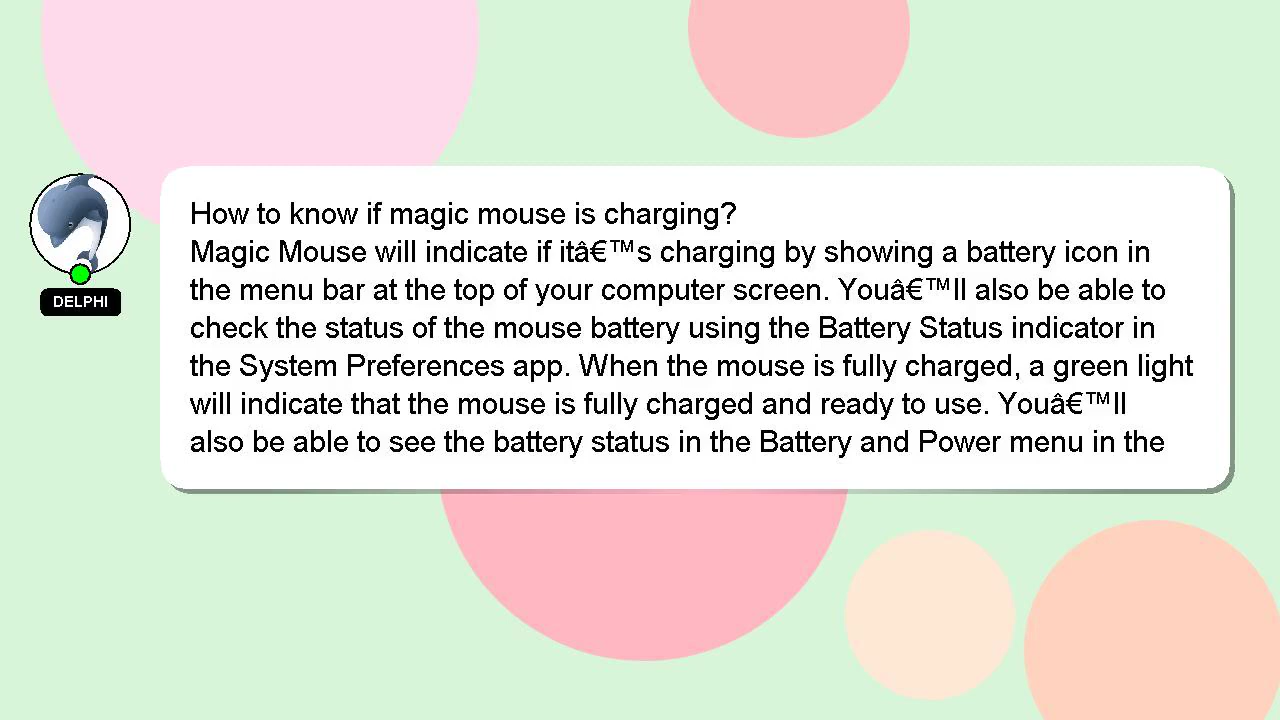 How to know if magic mouse is charging?
Magic Mouse will indicate if itâ€™s charging by showing a battery icon in
the menu bar at the top of your computer screen. Youâ€™ll also be able to
check the status of the mouse battery using the Battery Status indicator in
the System Preferences app. When the mouse is fully charged, a green light
will indicate that the mouse is fully charged and ready to use. Youâ€™ll
also be able to see the battery status in the Battery and Power menu in the
DELPHI